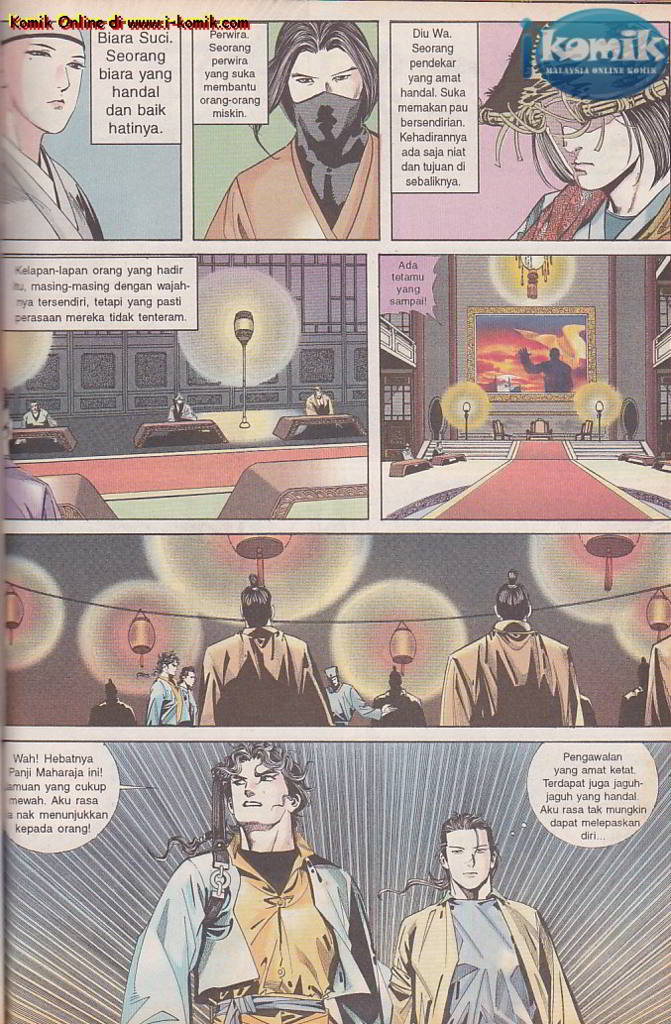 Komik Online di www.i-komik.com
ikomik
MALAYSIA ONLINE KOMIK
Biara Suci.
Seorang
biara yang
handal
dan baik
hatinya.
Perwira.
Seorang
perwira
yang suka
membantu
orang-orang
miskin.
Diu Wa.
Seorang
pendekar
yang amat
handal. Suka
memakan pau
bersendirian.
Kehadirannya
ada saja niat
dan tujuan di
sebaliknya.
Kelapan-lapan orang yang hadir
itu, masing-masing dengan wajah-
nya tersendiri, tetapi yang pasti
perasaan mereka tidak tenteram.
Ada
tetamu
yang
sampai!
Wah! Hebatnya
Panji Maharaja ini!
amuan yang cukup
mewah. Aku rasa
a nak menunjukkan
kepada orang!
Pengawalan
yang amat ketat.
Terdapat juga jaguh-
jaguh yang handal.
Aku rasa tak mungkin
dapat melepaskan
diri...